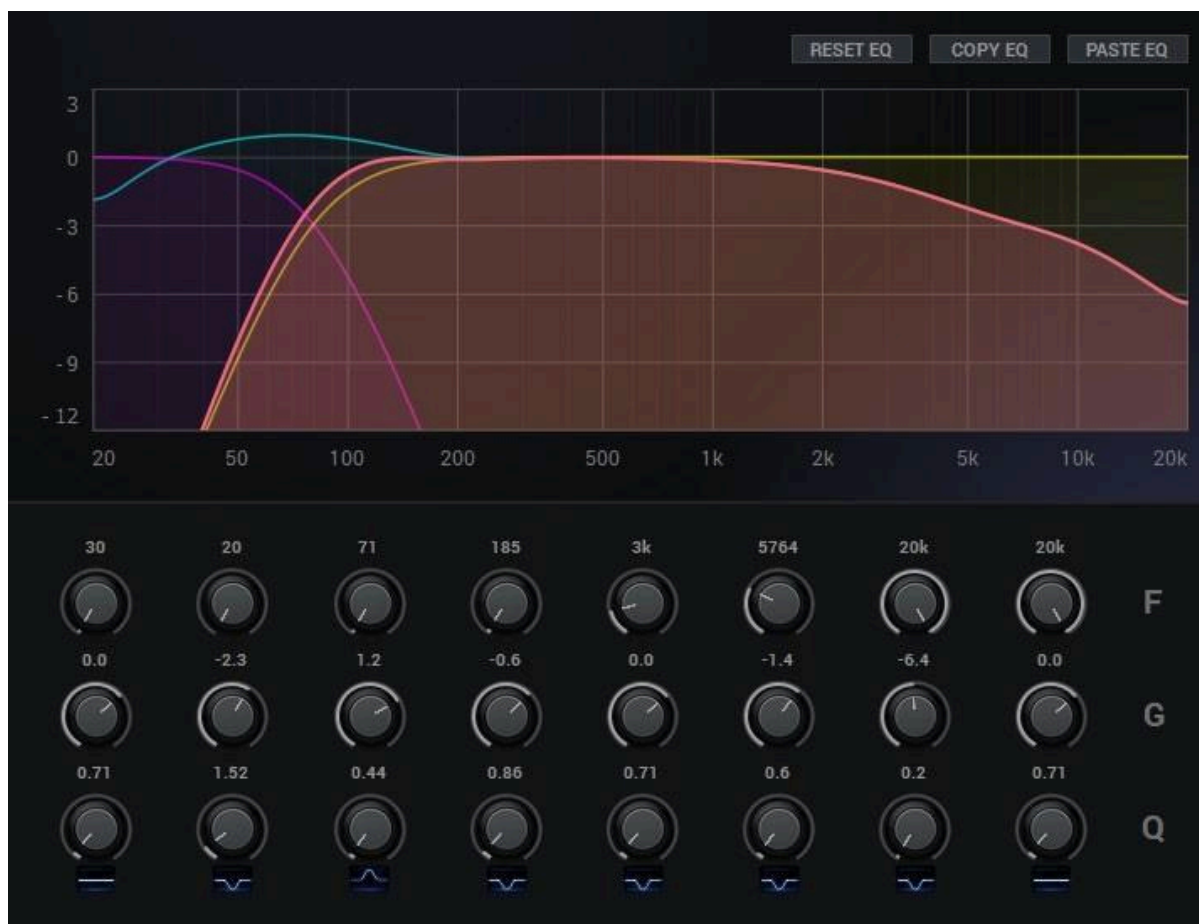 RESET EQ COPY EQ PASTE EQ
3
0
-3
-6
-9
-12
20 50 100 200 500 1k 2k 5k 10k 20k
30 20 71 185 3k 5764 20k 20k
F
0.0 -2.3 1.2 -0.6 0.0 -1.4 -6.4 0.0
G
0.71 1.52 0.44 0.86 0.71 0.6 0.2 0.71
Q